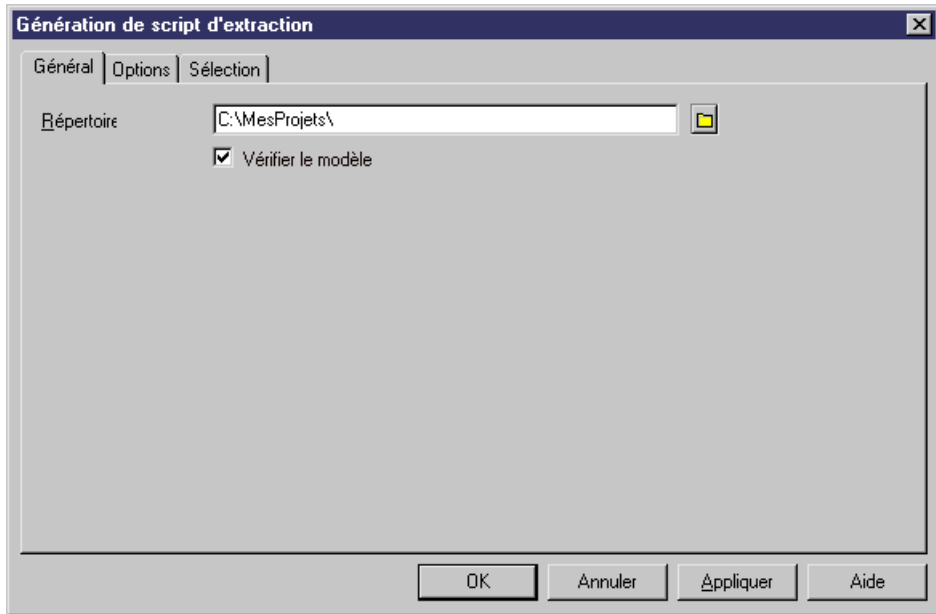 Génération de script d'extraction
Général Options Sélection
Répertoire C:\MesProjets\
Vérifier le modèle
OK Annuler Appliquer Aide